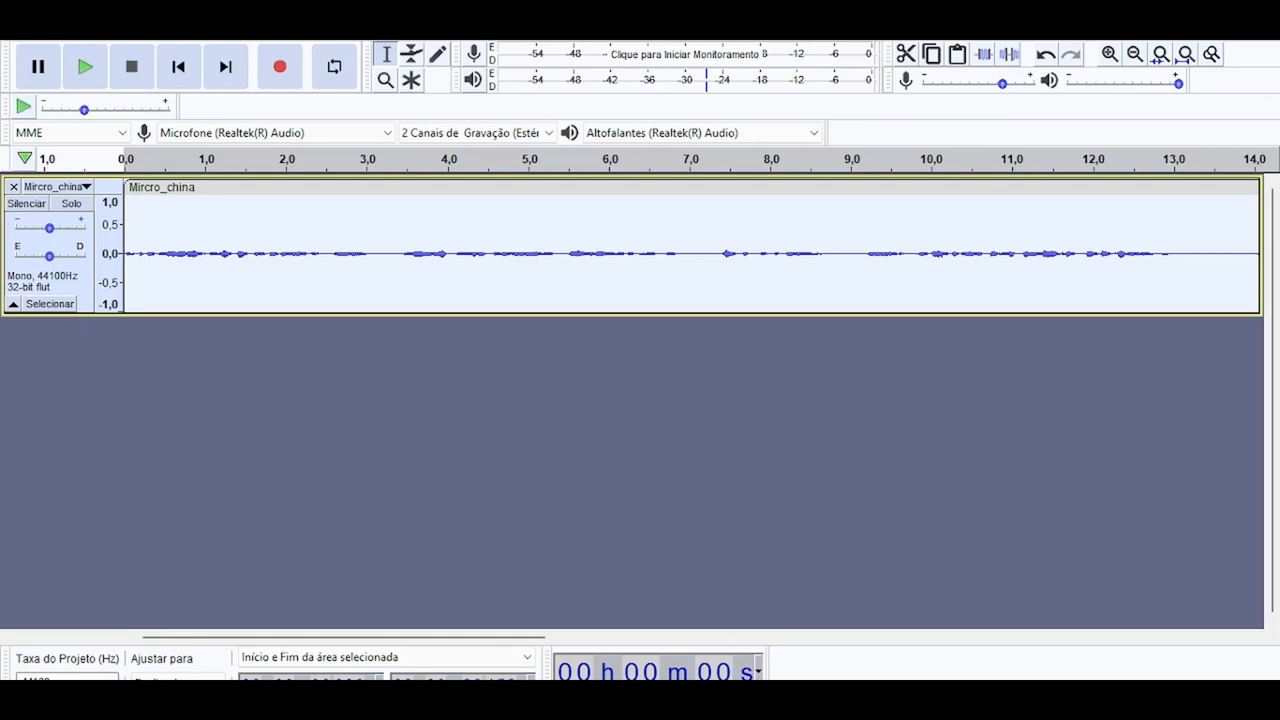 E D -54 -48 Clique para Iniciar Monitoramento 8 -12 -6 0
E D -54 -48 -42 -36 -30 -24 -18 -12 -6 0
MME Microfone (Realtek(R) Audio) 2 Canais de Gravação (Estér Altofalantes (Realtek(R) Audio)
1,0 0,0 1,0 2,0 3,0 4,0 5,0 6,0 7,0 8,0 9,0 10,0 11,0 12,0 13,0 14,0
Mircro_china Mircro_china
Silenciar Solo 1,0
0,5
E D 0,0
Mono, 44100Hz
32-bit flut -0,5
Selecionar -1,0
Taxa do Projeto (Hz) Ajustar para Início e Fim da área selecionada
00 h 00 m 00 s